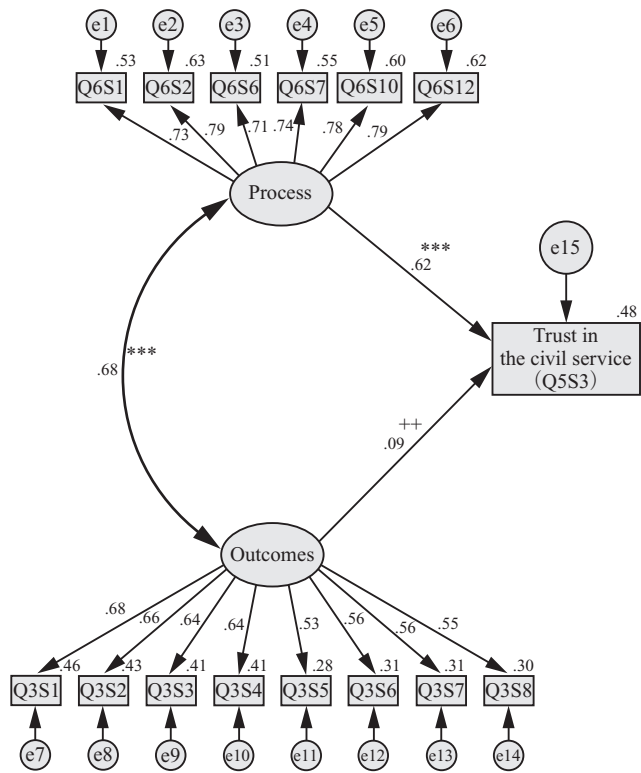 e1 e2 e3 e4 e5 e6
.53 .63 .51 .55 .60 .62
Q6S1 Q6S2 Q6S6 Q6S7 Q6S10 Q6S12
.73 .79 .71 .74 .78 .79
Process
e15
***
.62
.48
Trust in
the civil service
(Q5S3)
.68 ***
++
.09
Outcomes
.68 .66 .64 .64 .53 .56 .56 .55
.46 .43 .41 .41 .28 .31 .31 .30
Q3S1 Q3S2 Q3S3 Q3S4 Q3S5 Q3S6 Q3S7 Q3S8
e7 e8 e9 e10 e11 e12 e13 e14